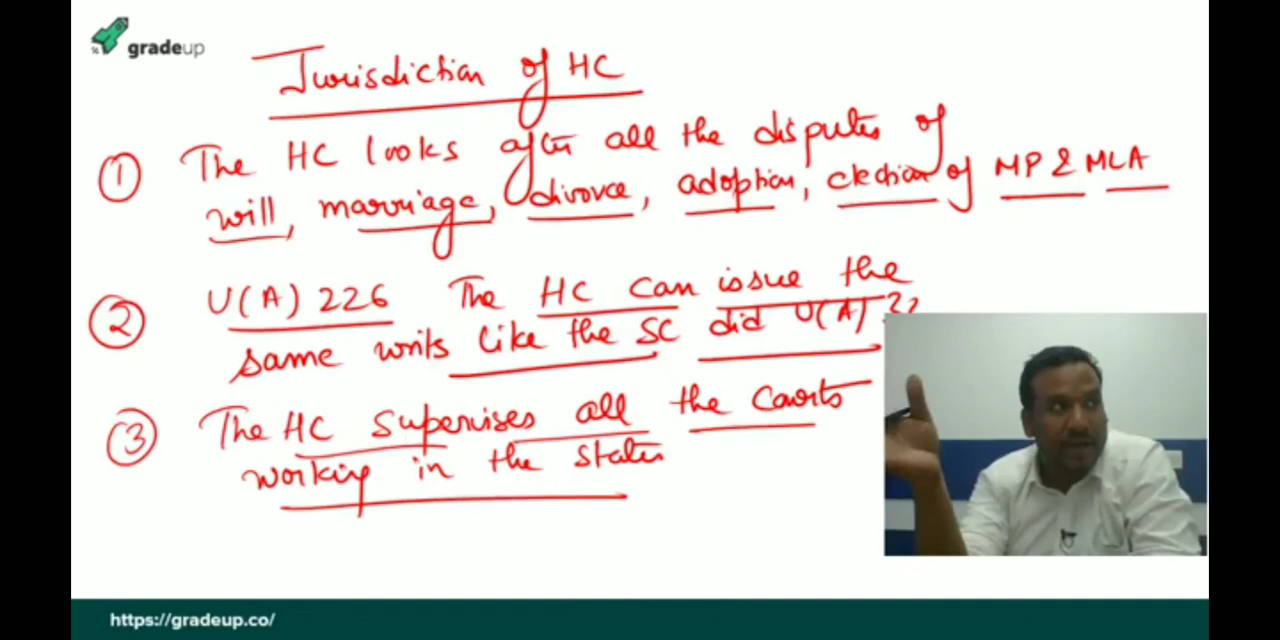 gradeup
Jurisdiction of HC
① The HC looks after all the disputes of
will, marriage, divorce, adoption, election of MP & MLA
② U(A) 226 The HC can issue the
same writs like the SC did U(A)
③ The HC Supervises all the Courts
working in the states
https://gradeup.co/